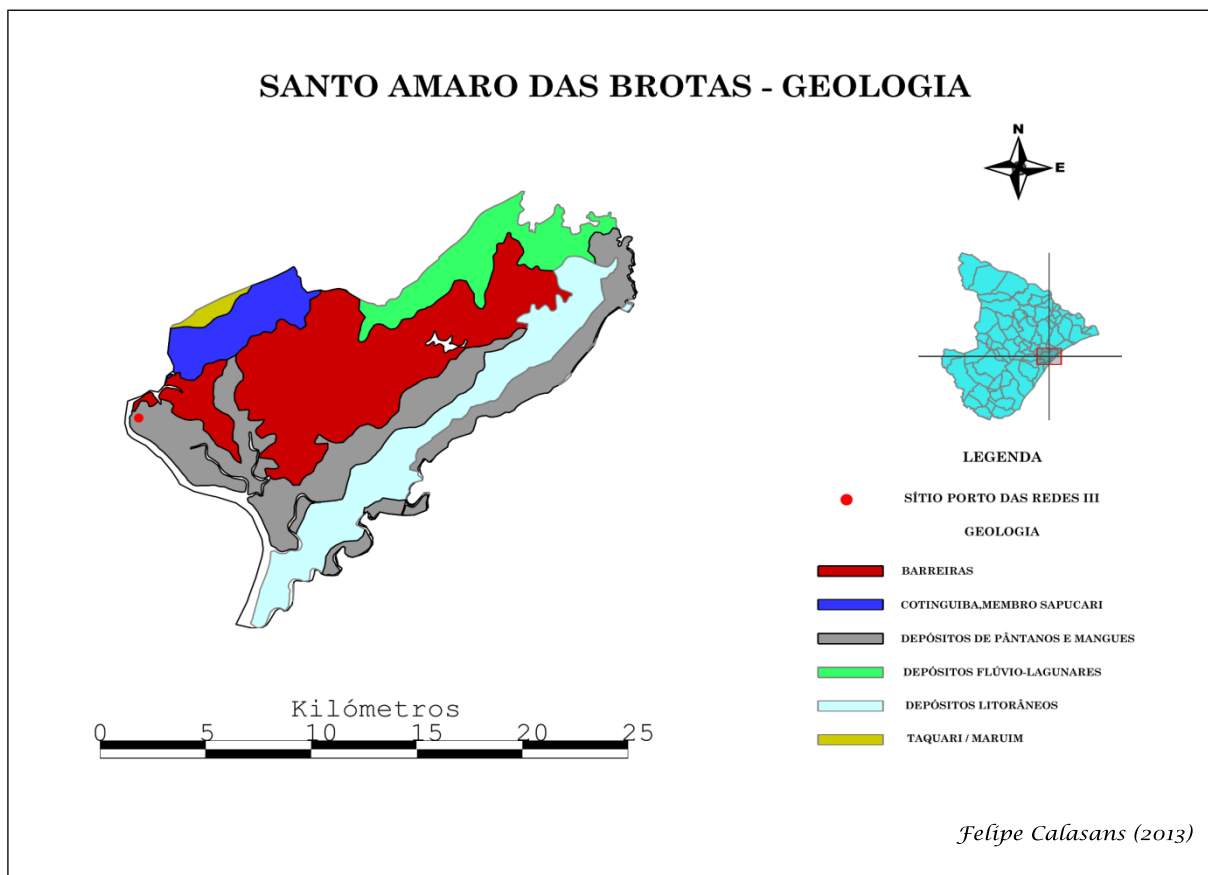 SANTO AMARO DAS BROTAS - GEOLOGIA
N
E
LEGENDA
SÍTIO PORTO DAS REDES III
GEOLOGIA
BARREIRAS
COTINGUIBA,MEMBRO SAPUCARI
DEPÓSITOS DE PÂNTANOS E MANGUES
DEPÓSITOS FLÚVIO-LAGUNARES
DEPÓSITOS LITORÂNEOS
TAQUARI / MARUIM
Kilómetros
0 5 10 15 20 25
Felipe Calasans (2013)